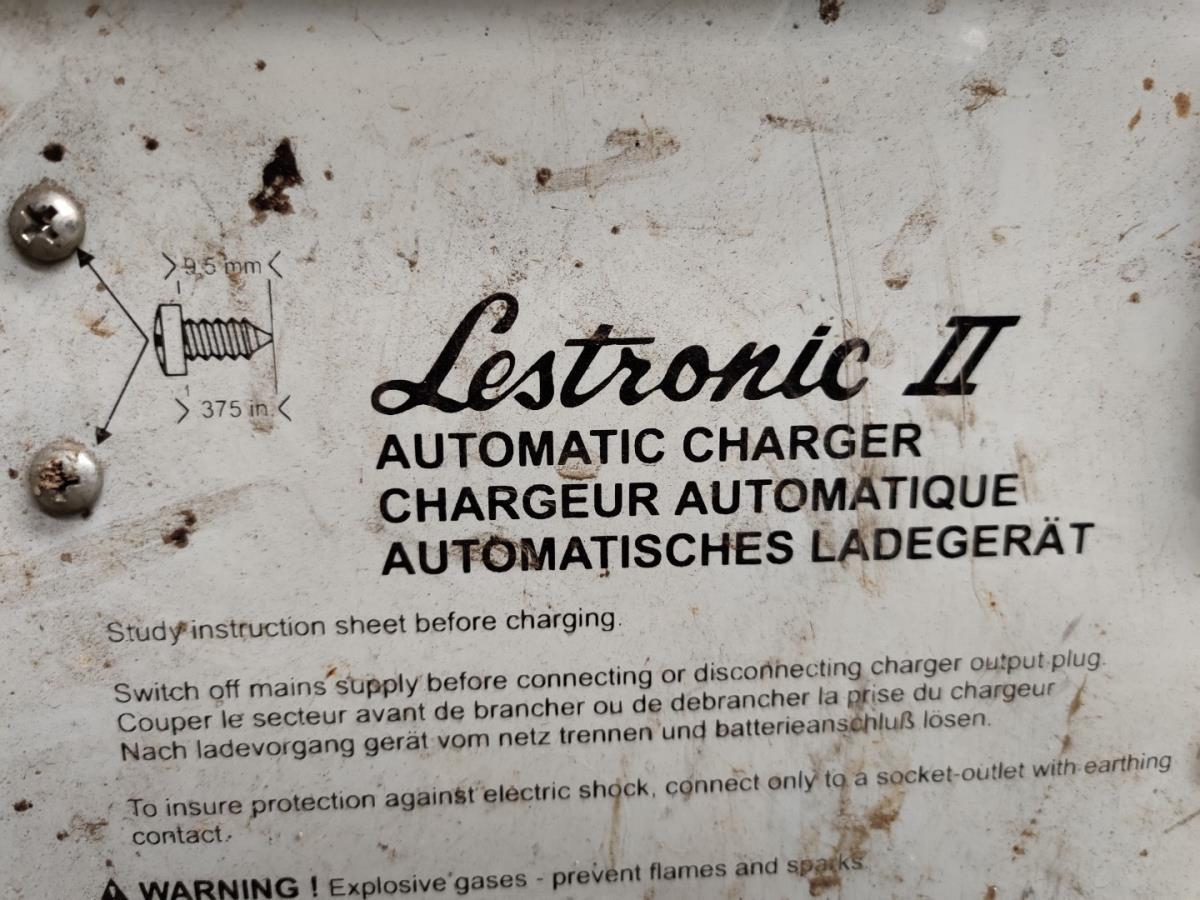 9,5 mm
375 in.
Lestronic II
AUTOMATIC CHARGER
CHARGEUR AUTOMATIQUE
AUTOMATISCHES LADEGERÄT
Study instruction sheet before charging.
Switch off mains supply before connecting or disconnecting charger output plug.
Couper le secteur avant de brancher ou de debrancher la prise du chargeur
Nach ladevorgang gerät vom netz trennen und batterieanschluß lösen.
To insure protection against electric shock, connect only to a socket-outlet with earthing
contact.
WARNING ! Explosive gases - prevent flames and sparks